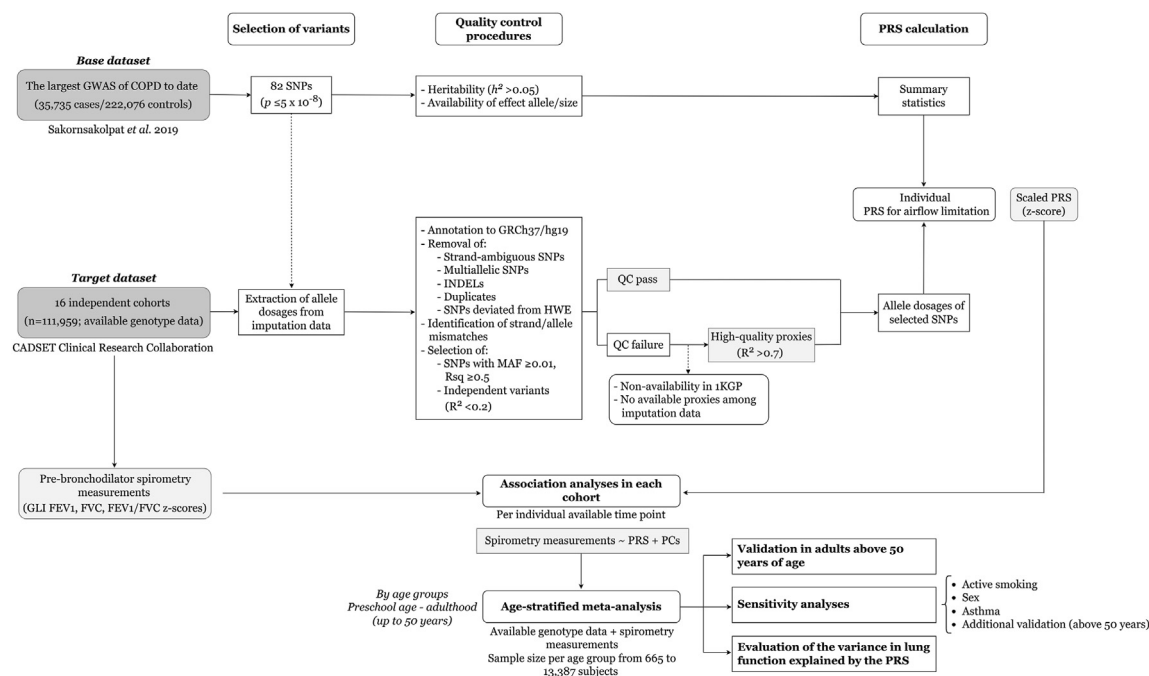 Selection of variants
Quality control
procedures
PRS calculation
Base dataset
The largest GWAS of COPD to date
(35,735 cases/222,076 controls)
Sakornsakolpat et al. 2019
82 SNPs
(p ≤5 x 10⁻⁸)
- Heritability (h² >0.05)
- Availability of effect allele/size
Summary
statistics
Individual
PRS for airflow limitation
Scaled PRS
(z-score)
Target dataset
16 independent cohorts
(n=111,959; available genotype data)
CADSET Clinical Research Collaboration
Extraction of allele
dosages from
imputation data
- Annotation to GRCh37/hg19
- Removal of:
- Strand-ambiguous SNPs
- Multiallelic SNPs
- INDELs
- Duplicates
- SNPs deviated from HWE
- Identification of strand/allele
mismatches
- Selection of:
- SNPs with MAF ≥0.01,
Rsq ≥0.5
- Independent variants
(R² <0.2)
QC pass
QC failure
High-quality proxies
(R² >0.7)
- Non-availability in 1KGP
- No available proxies among
imputation data
Allele dosages of
selected SNPs
Pre-bronchodilator spirometry
measurements
(GLI FEV1, FVC, FEV1/FVC z-scores)
Association analyses in each
cohort
Per individual available time point
Spirometry measurements ~ PRS + PCs
By age groups
Preschool age - adulthood
(up to 50 years)
Age-stratified meta-analysis
Available genotype data + spirometry
measurements
Sample size per age group from 665 to
13,387 subjects
Validation in adults above 50
years of age
Sensitivity analyses
• Active smoking
• Sex
• Asthma
• Additional validation (above 50 years)
Evaluation of the variance in lung
function explained by the PRS